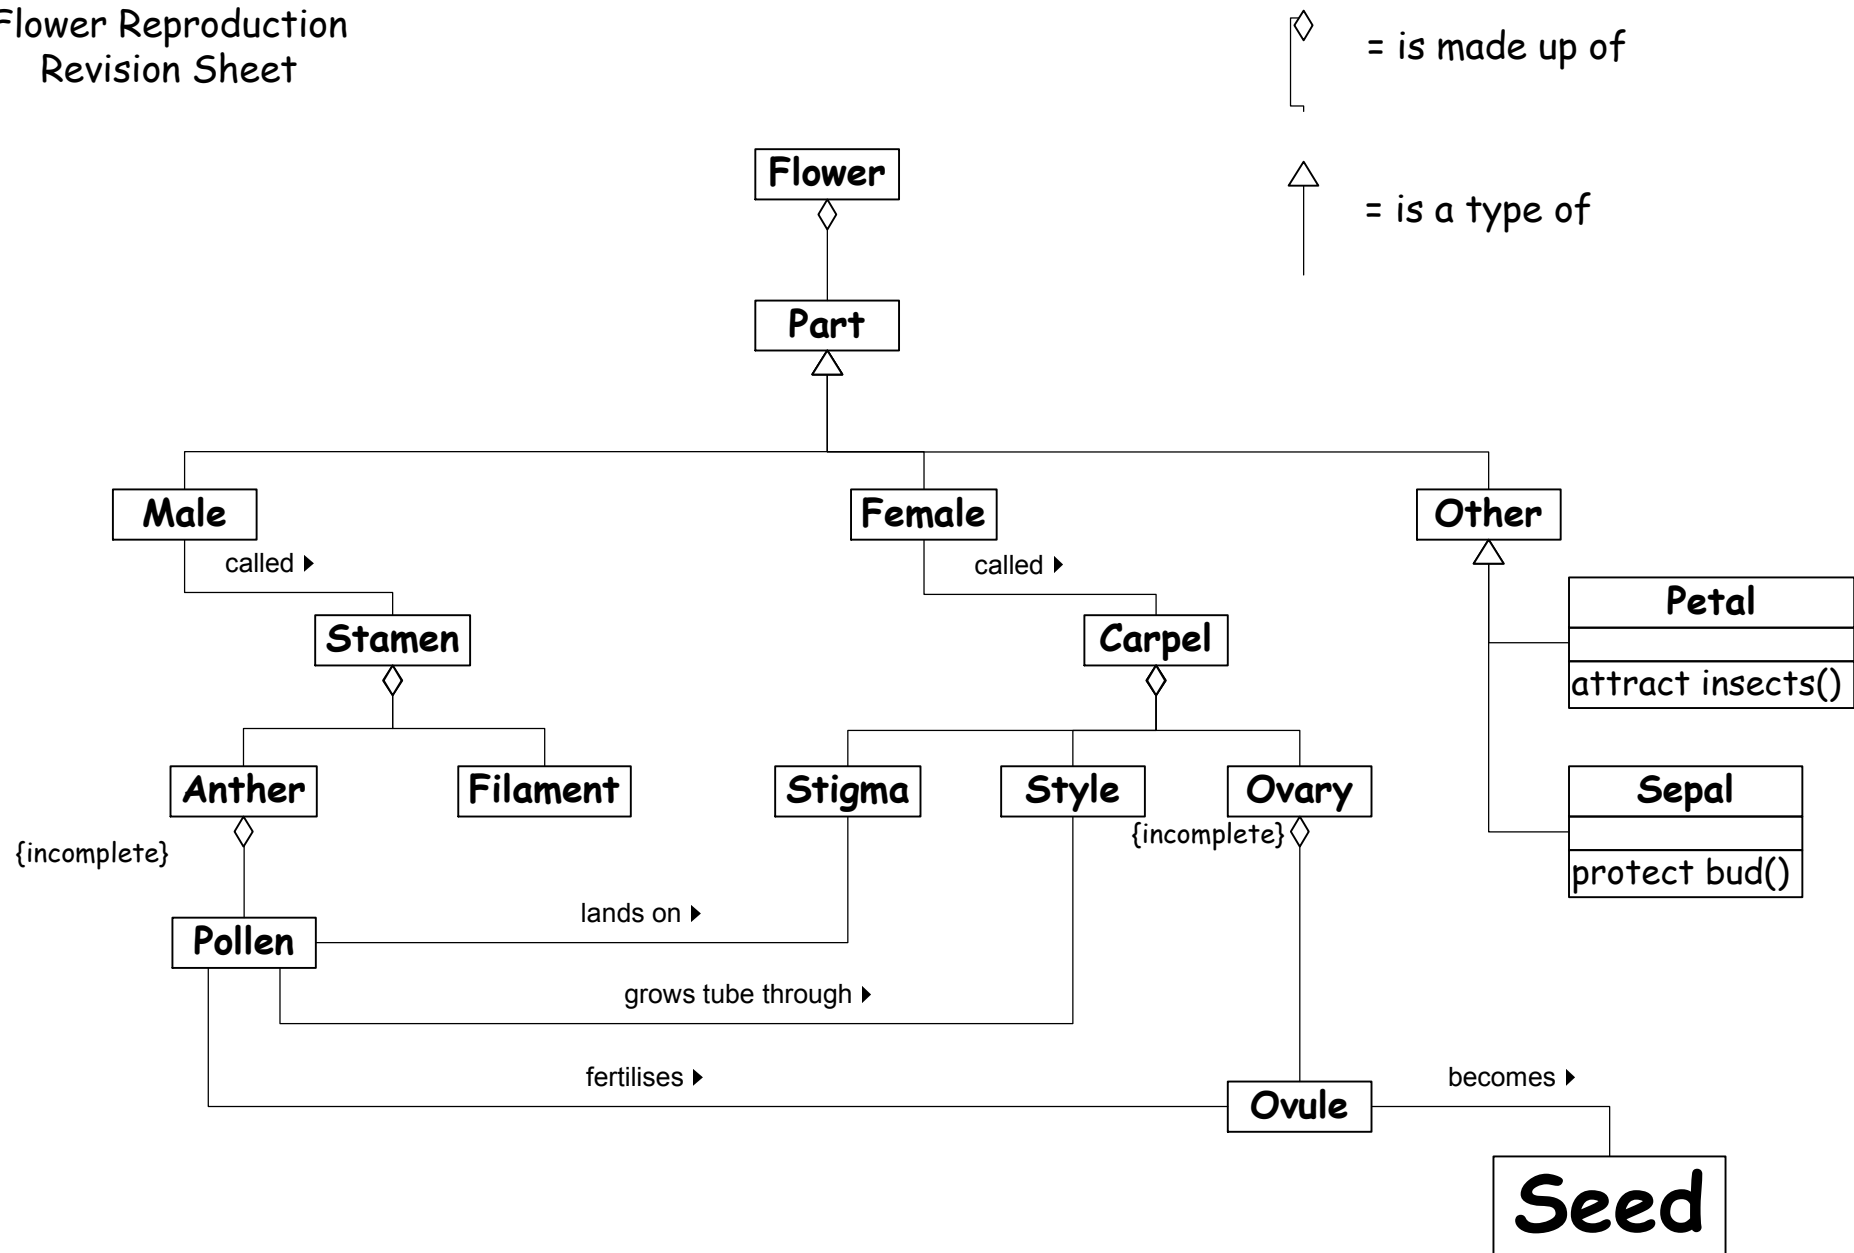 Flower Reproduction
Revision Sheet
= is made up of
= is a type of
Flower
Part
Male
Female
Other
called
called
Stamen
Carpel
Petal
attract insects()
Anther
Filament
Stigma
Style
Ovary
Sepal
protect bud()
{incomplete}
{incomplete}
Pollen
lands on
grows tube through
fertilises
becomes
Ovule
Seed